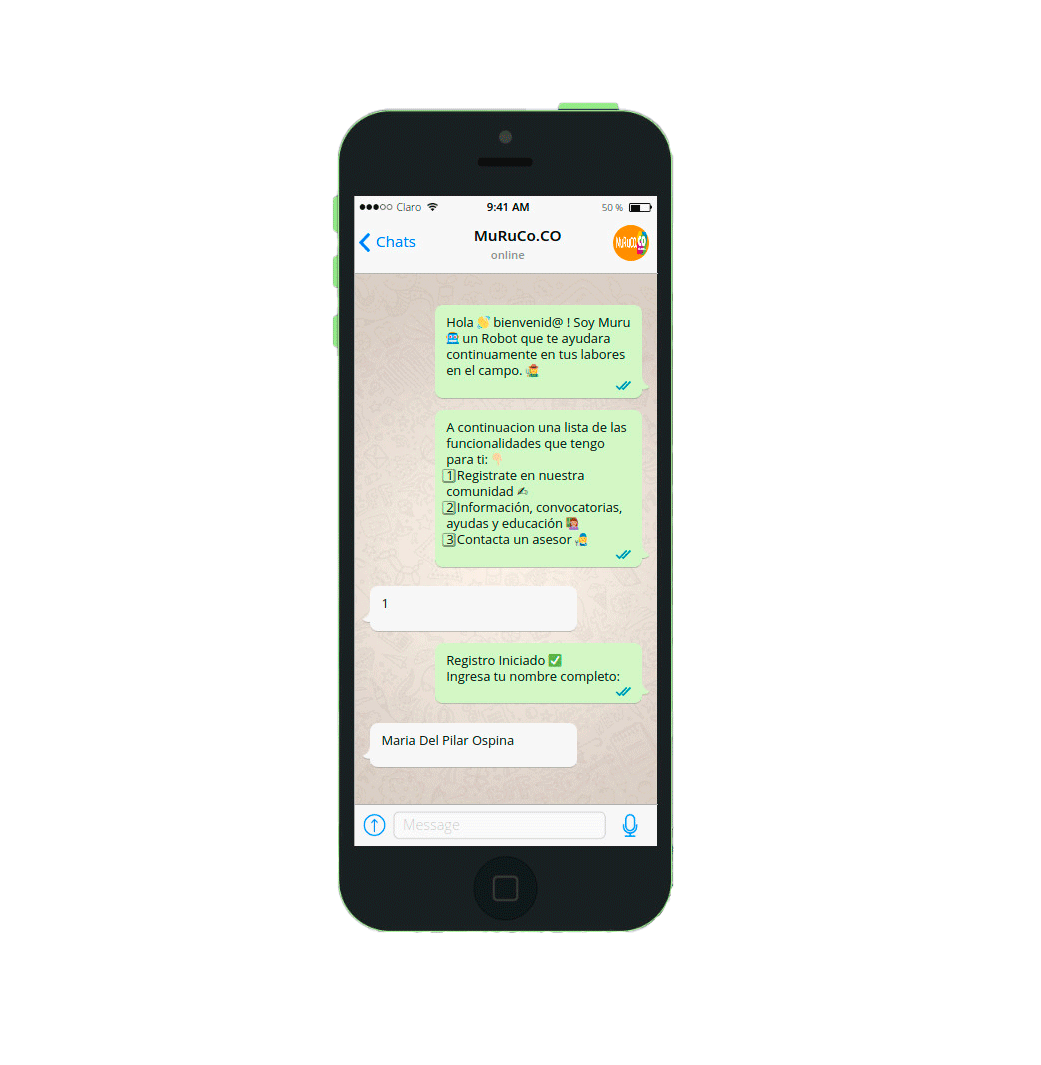 Claro 9:41 AM 50 %
Chats MuRuCo.CO MuRuCo.CO
online
Hola 👋 bienvenid@ ! Soy Muru
🤖 un Robot que te ayudara
continuamente en tus labores
en el campo. 🧑‍🌾
A continuacion una lista de las
funcionalidades que tengo
para ti: 👇🏻
1️⃣Registrate en nuestra
comunidad ✍
2️⃣Información, convocatorias,
ayudas y educación 👩‍🏫
3️⃣Contacta un asesor 🧑‍🔧
1
Registro Iniciado ✅
Ingresa tu nombre completo:
Maria Del Pilar Ospina
Message